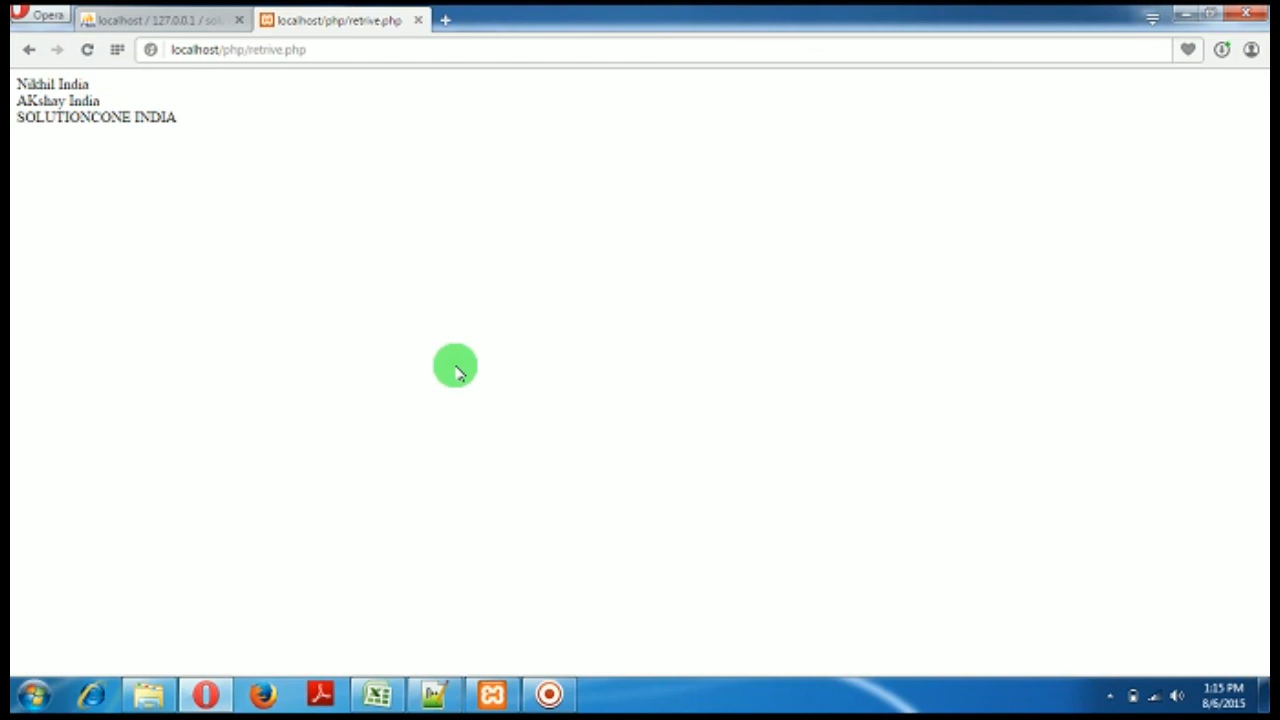 Opera
localhost / 127.0.0.1 / sol
localhost/php/retrive.php
localhost/php/retrive.php
Nikhil India
AKshay India
SOLUTIONCONE INDIA
1:15 PM
8/6/2015